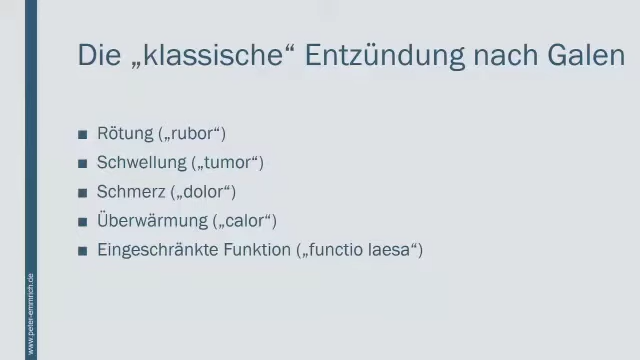 Die „klassische“ Entzündung nach Galen
■ Rötung („rubor“)
■ Schwellung („tumor“)
■ Schmerz („dolor“)
■ Überwärmung („calor“)
■ Eingeschränkte Funktion („functio laesa“)
www.peter-emmrich.de